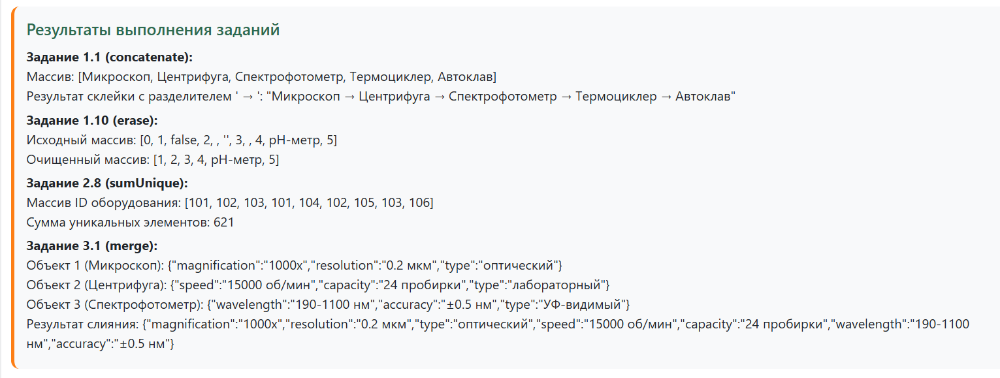 Результаты выполнения заданий
Задание 1.1 (concatenate):
Массив: [Микроскоп, Центрифуга, Спектрофотометр, Термоциклер, Автоклав]
Результат склейки с разделителем ' → ': "Микроскоп → Центрифуга → Спектрофотометр → Термоциклер → Автоклав"
Задание 1.10 (erase):
Исходный массив: [0, 1, false, 2, , '', 3, , 4, pH-метр, 5]
Очищенный массив: [1, 2, 3, 4, pH-метр, 5]
Задание 2.8 (sumUnique):
Массив ID оборудования: [101, 102, 103, 101, 104, 102, 105, 103, 106]
Сумма уникальных элементов: 621
Задание 3.1 (merge):
Объект 1 (Микроскоп): {"magnification":"1000x","resolution":"0.2 мкм","type":"оптический"}
Объект 2 (Центрифуга): {"speed":"15000 об/мин","capacity":"24 пробирки","type":"лабораторный"}
Объект 3 (Спектрофотометр): {"wavelength":"190-1100 нм","accuracy":"±0.5 нм","type":"УФ-видимый"}
Результат слияния: {"magnification":"1000x","resolution":"0.2 мкм","type":"оптический","speed":"15000 об/мин","capacity":"24 пробирки","wavelength":"190-1100
нм","accuracy":"±0.5 нм"}